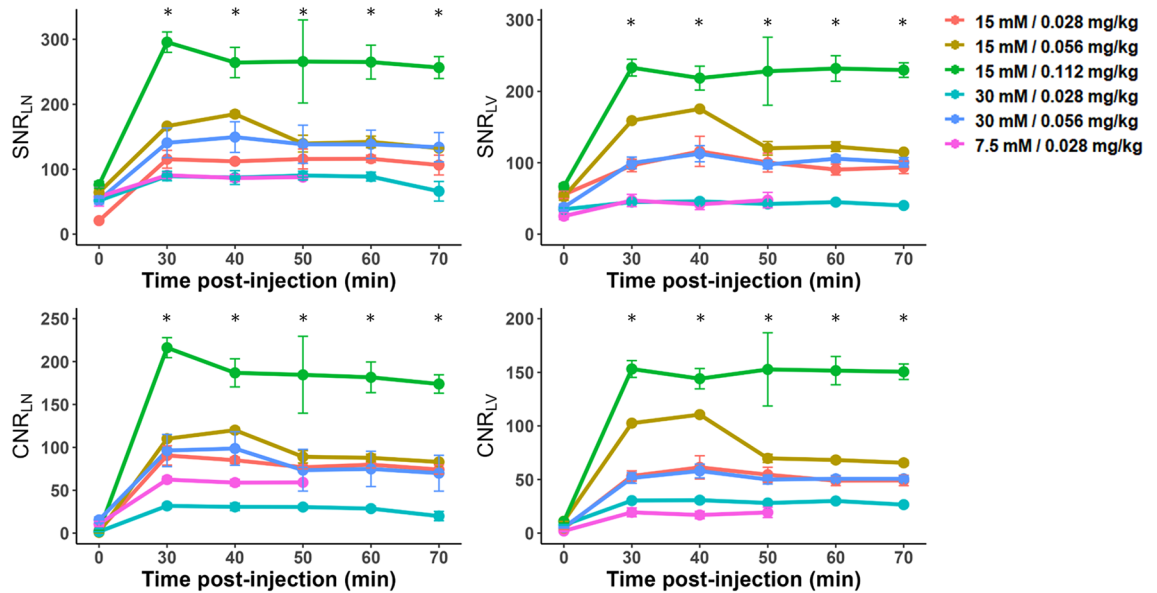 * * * * *
SNR_LN
300
200
100
0
0 30 40 50 60 70
Time post-injection (min)
* * * * *
SNR_LV
300
200
100
0
0 30 40 50 60 70
Time post-injection (min)
15 mM / 0.028 mg/kg
15 mM / 0.056 mg/kg
15 mM / 0.112 mg/kg
30 mM / 0.028 mg/kg
30 mM / 0.056 mg/kg
7.5 mM / 0.028 mg/kg
* * * * *
CNR_LN
250
200
150
100
50
0
0 30 40 50 60 70
Time post-injection (min)
* * * * *
CNR_LV
200
150
100
50
0
0 30 40 50 60 70
Time post-injection (min)